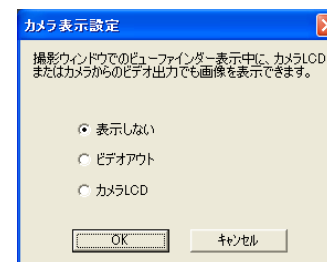 カメラ表示設定
撮影ウィンドウでのビューファインダー表示中に、カメラLCD
またはカメラからのビデオ出力でも画像を表示できます。
表示しない
ビデオアウト
カメラLCD
OK キャンセル